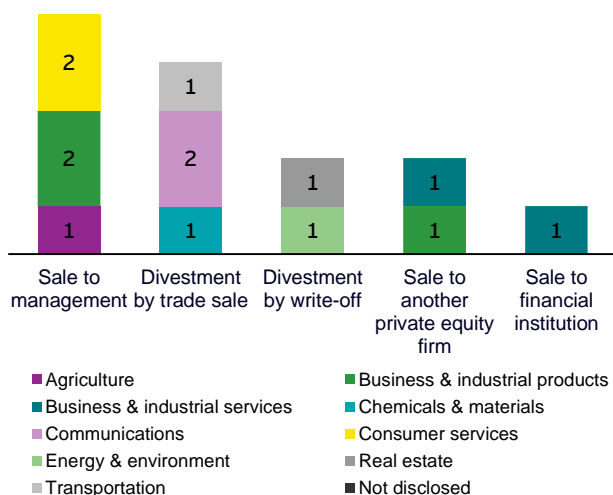 2
1
2
2
1
1
1
1
1
1
1
Sale to
management
Divestment
by trade sale
Divestment
by write-off
Sale to
another
private equity
firm
Sale to
financial
institution
Agriculture
Business & industrial products
Business & industrial services
Chemicals & materials
Communications
Consumer services
Energy & environment
Real estate
Transportation
Not disclosed